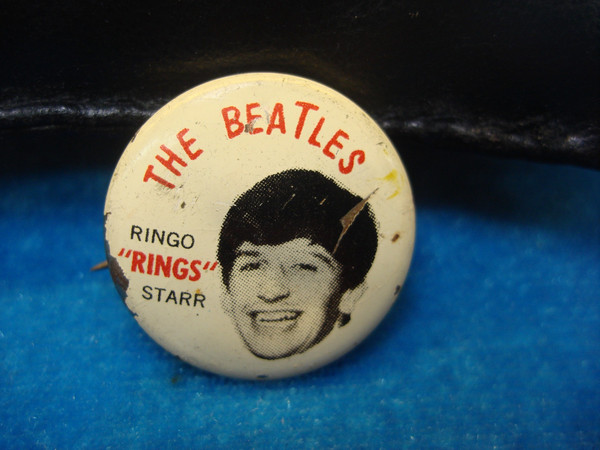 THE BEATLES
RINGO
"RINGS"
STARR